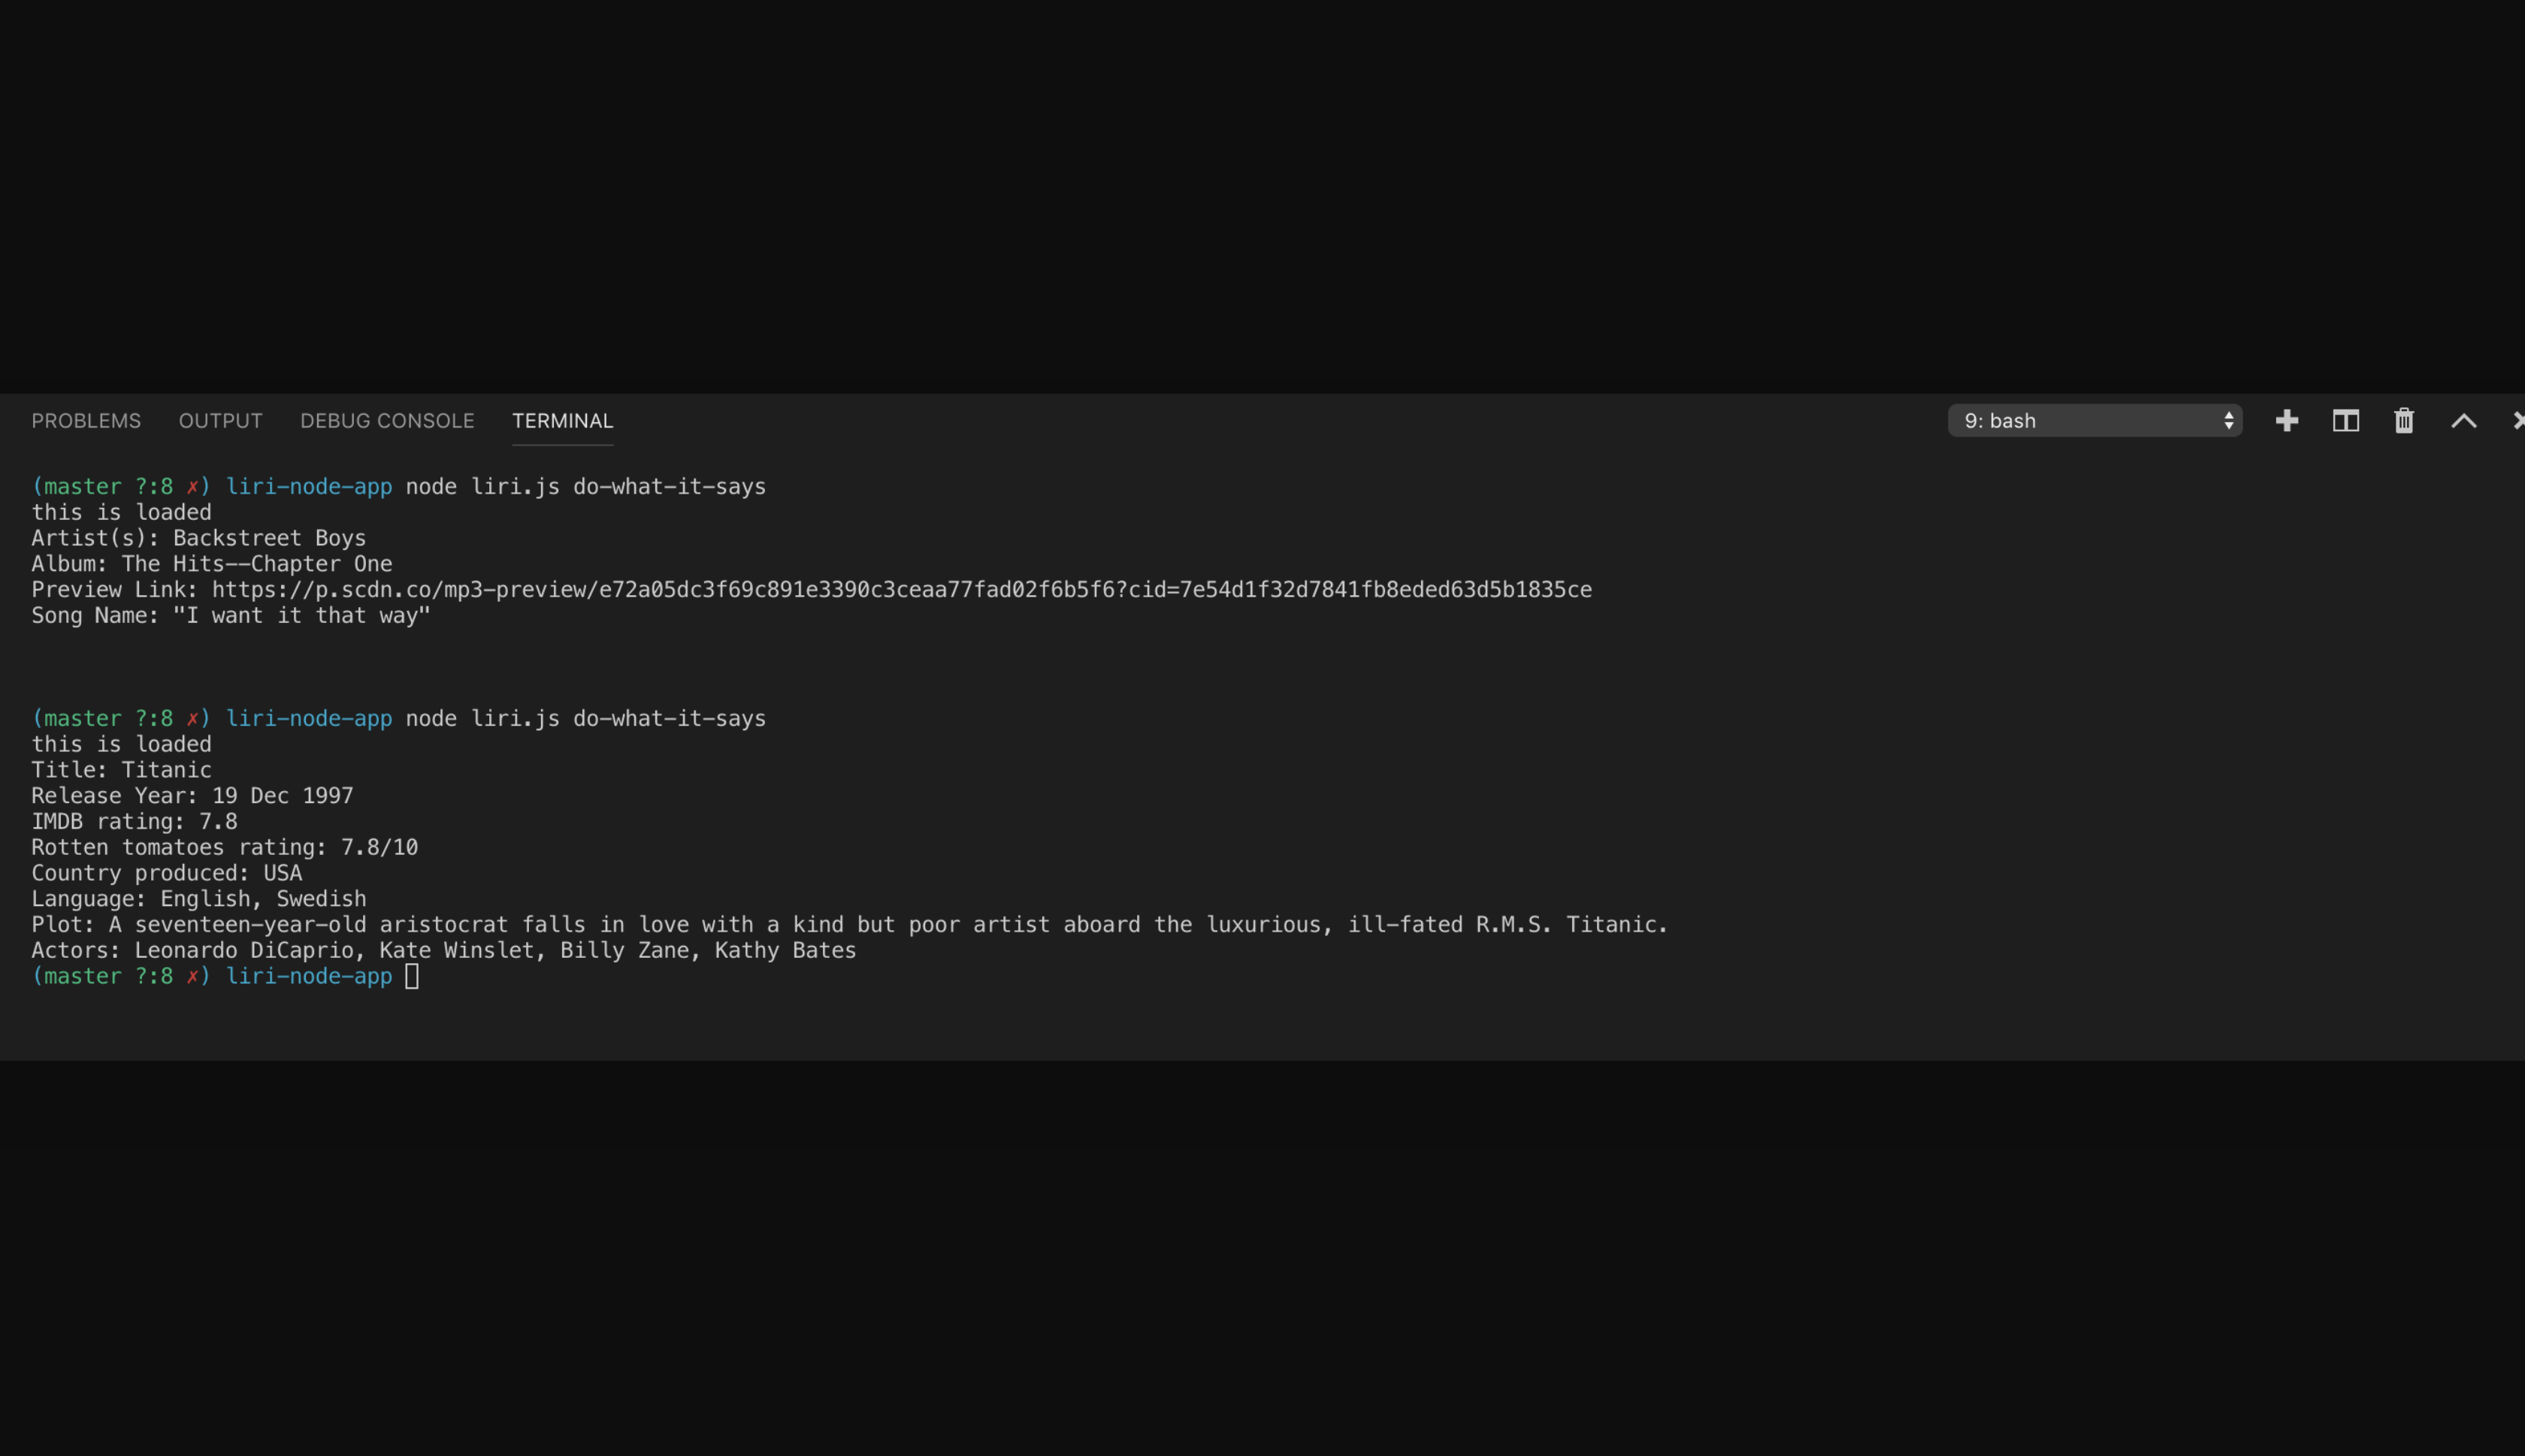 PROBLEMS OUTPUT DEBUG CONSOLE TERMINAL 9: bash
(master ?:8 ✗) liri-node-app node liri.js do-what-it-says
this is loaded
Artist(s): Backstreet Boys
Album: The Hits--Chapter One
Preview Link: https://p.scdn.co/mp3-preview/e72a05dc3f69c891e3390c3ceaa77fad02f6b5f6?cid=7e54d1f32d7841fb8eded63d5b1835ce
Song Name: "I want it that way"
(master ?:8 ✗) liri-node-app node liri.js do-what-it-says
this is loaded
Title: Titanic
Release Year: 19 Dec 1997
IMDB rating: 7.8
Rotten tomatoes rating: 7.8/10
Country produced: USA
Language: English, Swedish
Plot: A seventeen-year-old aristocrat falls in love with a kind but poor artist aboard the luxurious, ill-fated R.M.S. Titanic.
Actors: Leonardo DiCaprio, Kate Winslet, Billy Zane, Kathy Bates
(master ?:8 ✗) liri-node-app